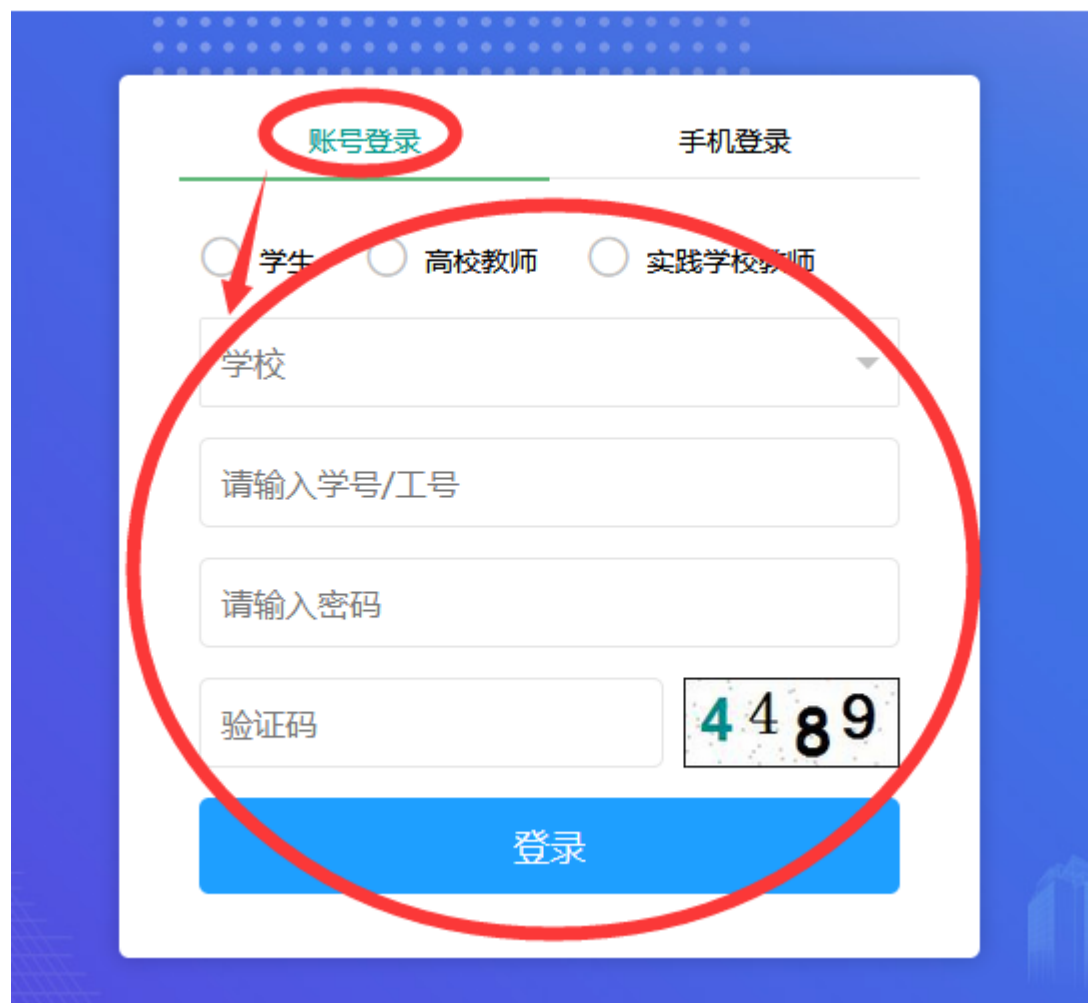 账号登录 手机登录
学生 高校教师 实践学校教师
学校
请输入学号/工号
请输入密码
验证码 4489
登录